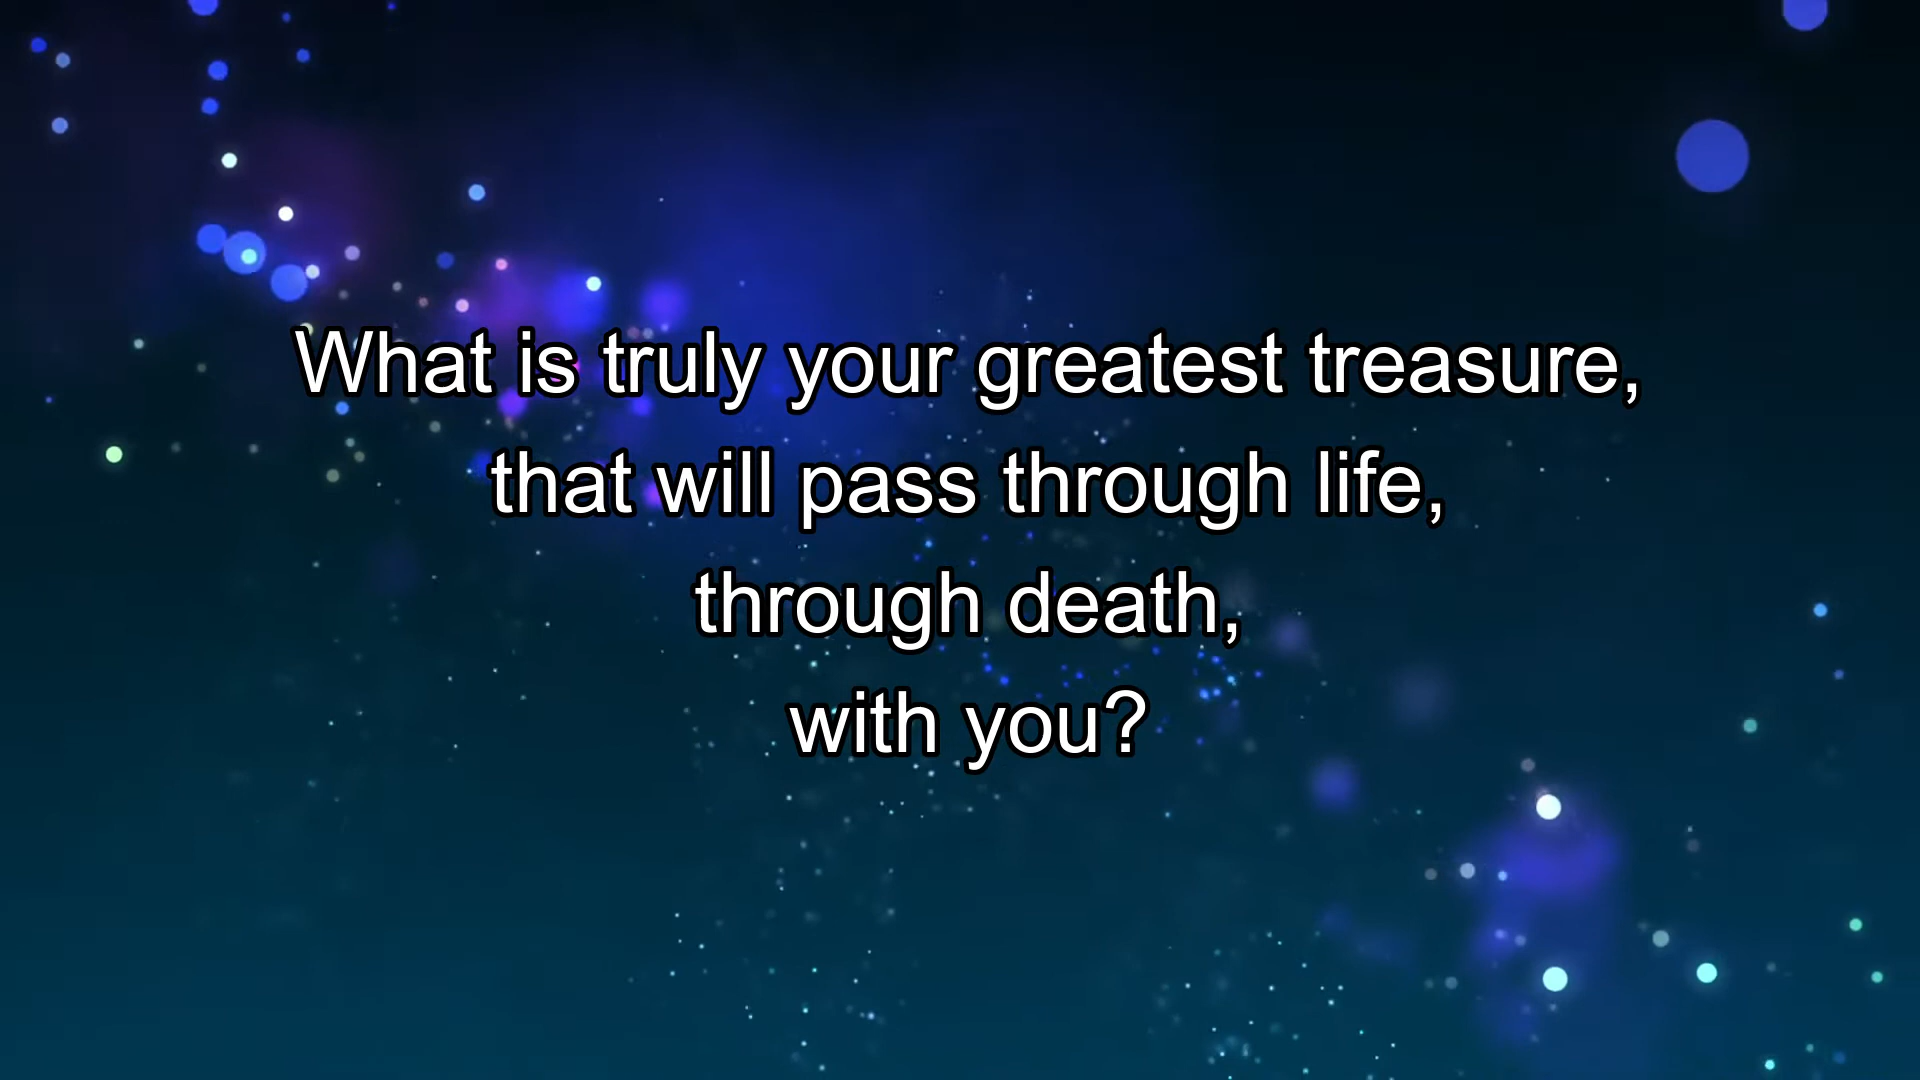 What is truly your greatest treasure,
that will pass through life,
through death,
with you?